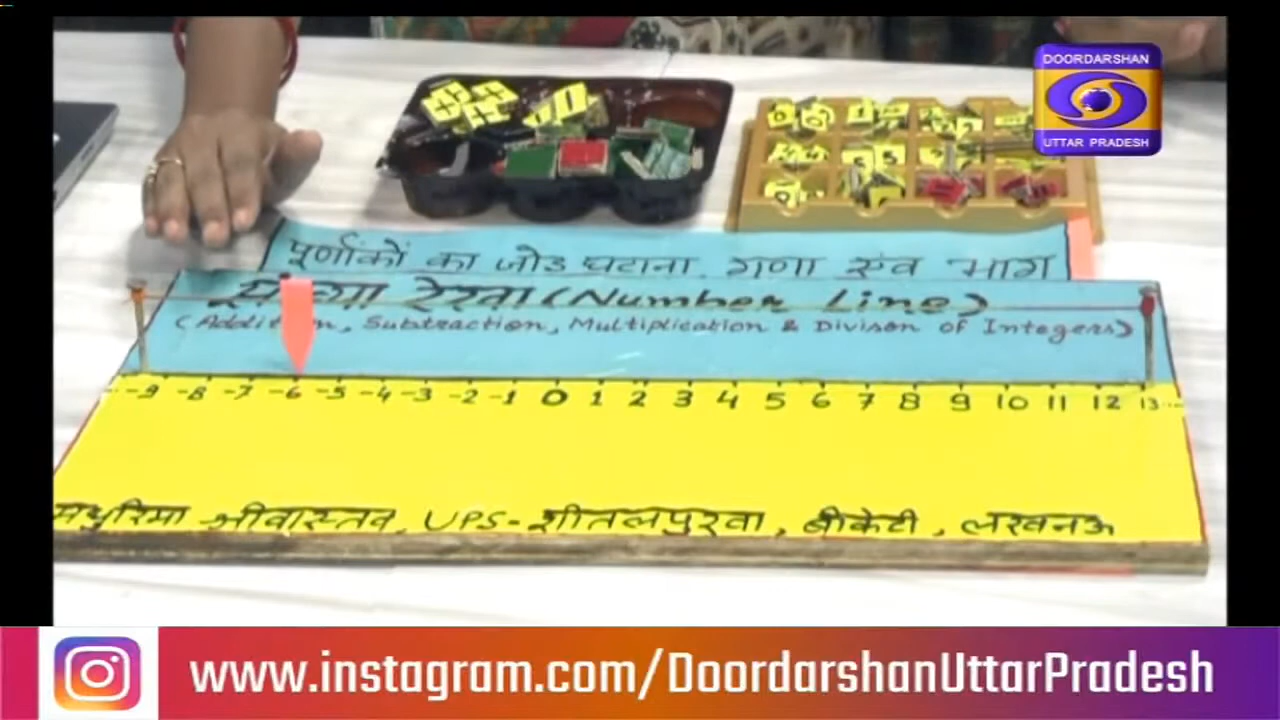 DOORDARSHAN
UTTAR PRADESH
पूर्णांकों का जोड घटाना, गुणा एंव भाग
संख्या रेखा (Number Line)
(Addition, Subtraction, Multiplication & Divison of Integers)
-9 -8 -7 -6 -5 -4 -3 -2 -1 0 1 2 3 4 5 6 7 8 9 10 11 12 13...
मधुरिमा श्रीवास्तव, UPS- शीतलपुरवा, बीकेटी, लखनऊ
www.instagram.com/DoordarshanUttarPradesh